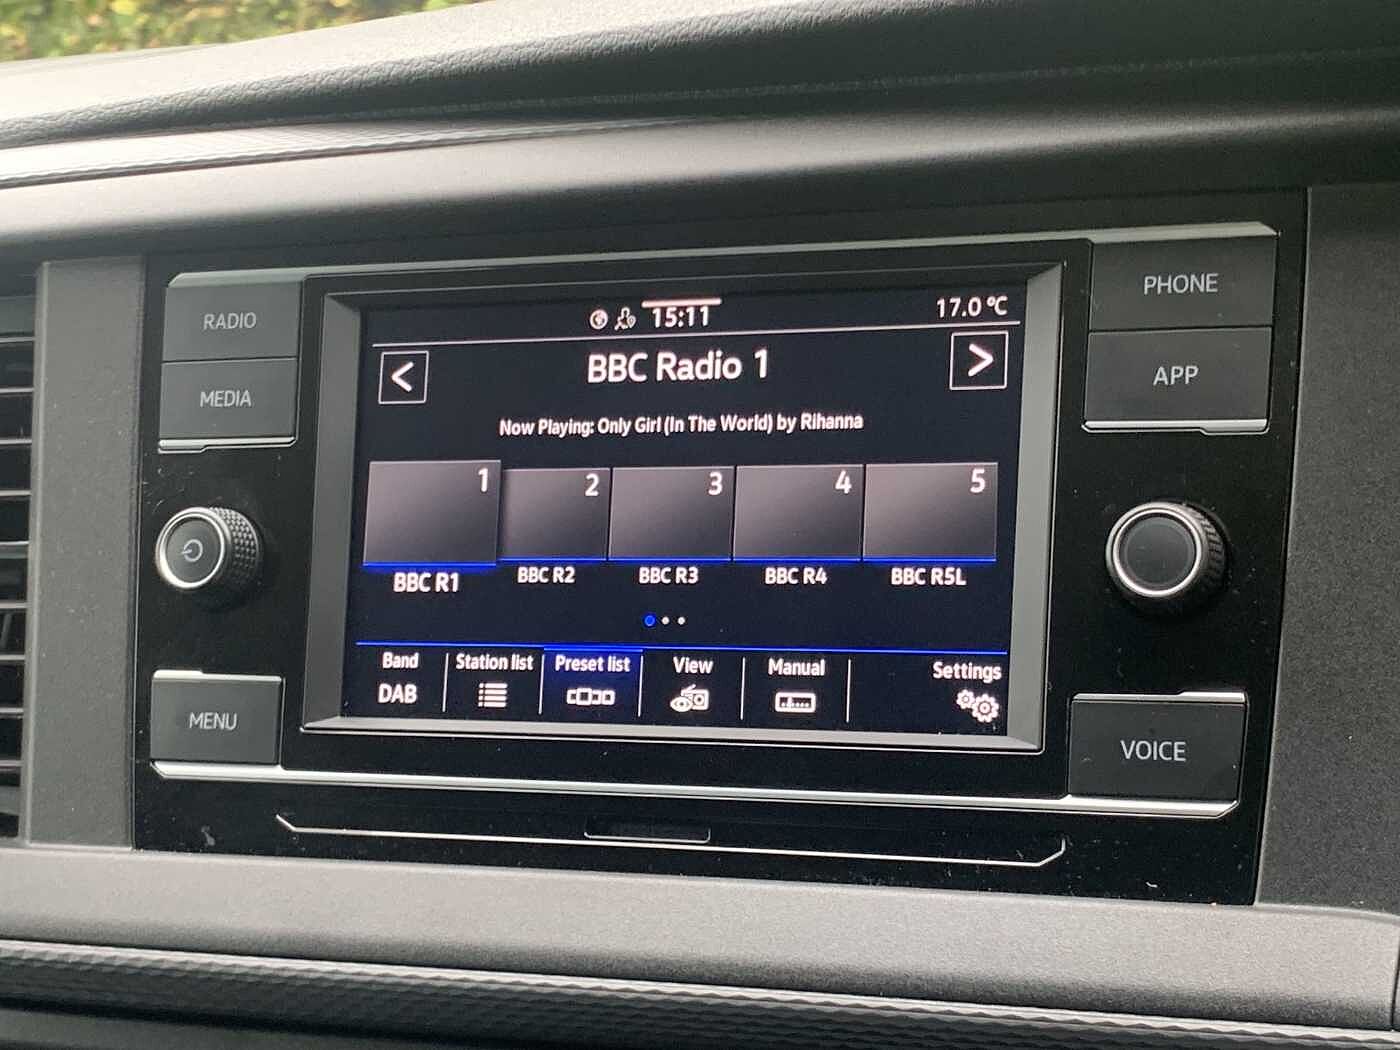 RADIO
MEDIA
MENU
15:11
17.0 °C
<
BBC Radio 1
>
Now Playing: Only Girl (In The World) by Rihanna
1 2 3 4 5
BBC R1 BBC R2 BBC R3 BBC R4 BBC R5L
Band Station list Preset list View Manual Settings
DAB
PHONE
APP
VOICE